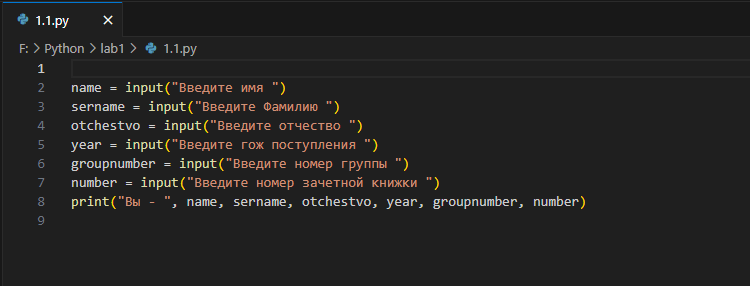 1.1.py ×
F: > Python > lab1 > 1.1.py
1
2 name = input("Введите имя ")
3 sername = input("Введите Фамилию ")
4 otchestvo = input("Введите отчество ")
5 year = input("Введите гож поступления ")
6 groupnumber = input("Введите номер группы ")
7 number = input("Введите номер зачетной книжки ")
8 print("Вы - ", name, sername, otchestvo, year, groupnumber, number)
9